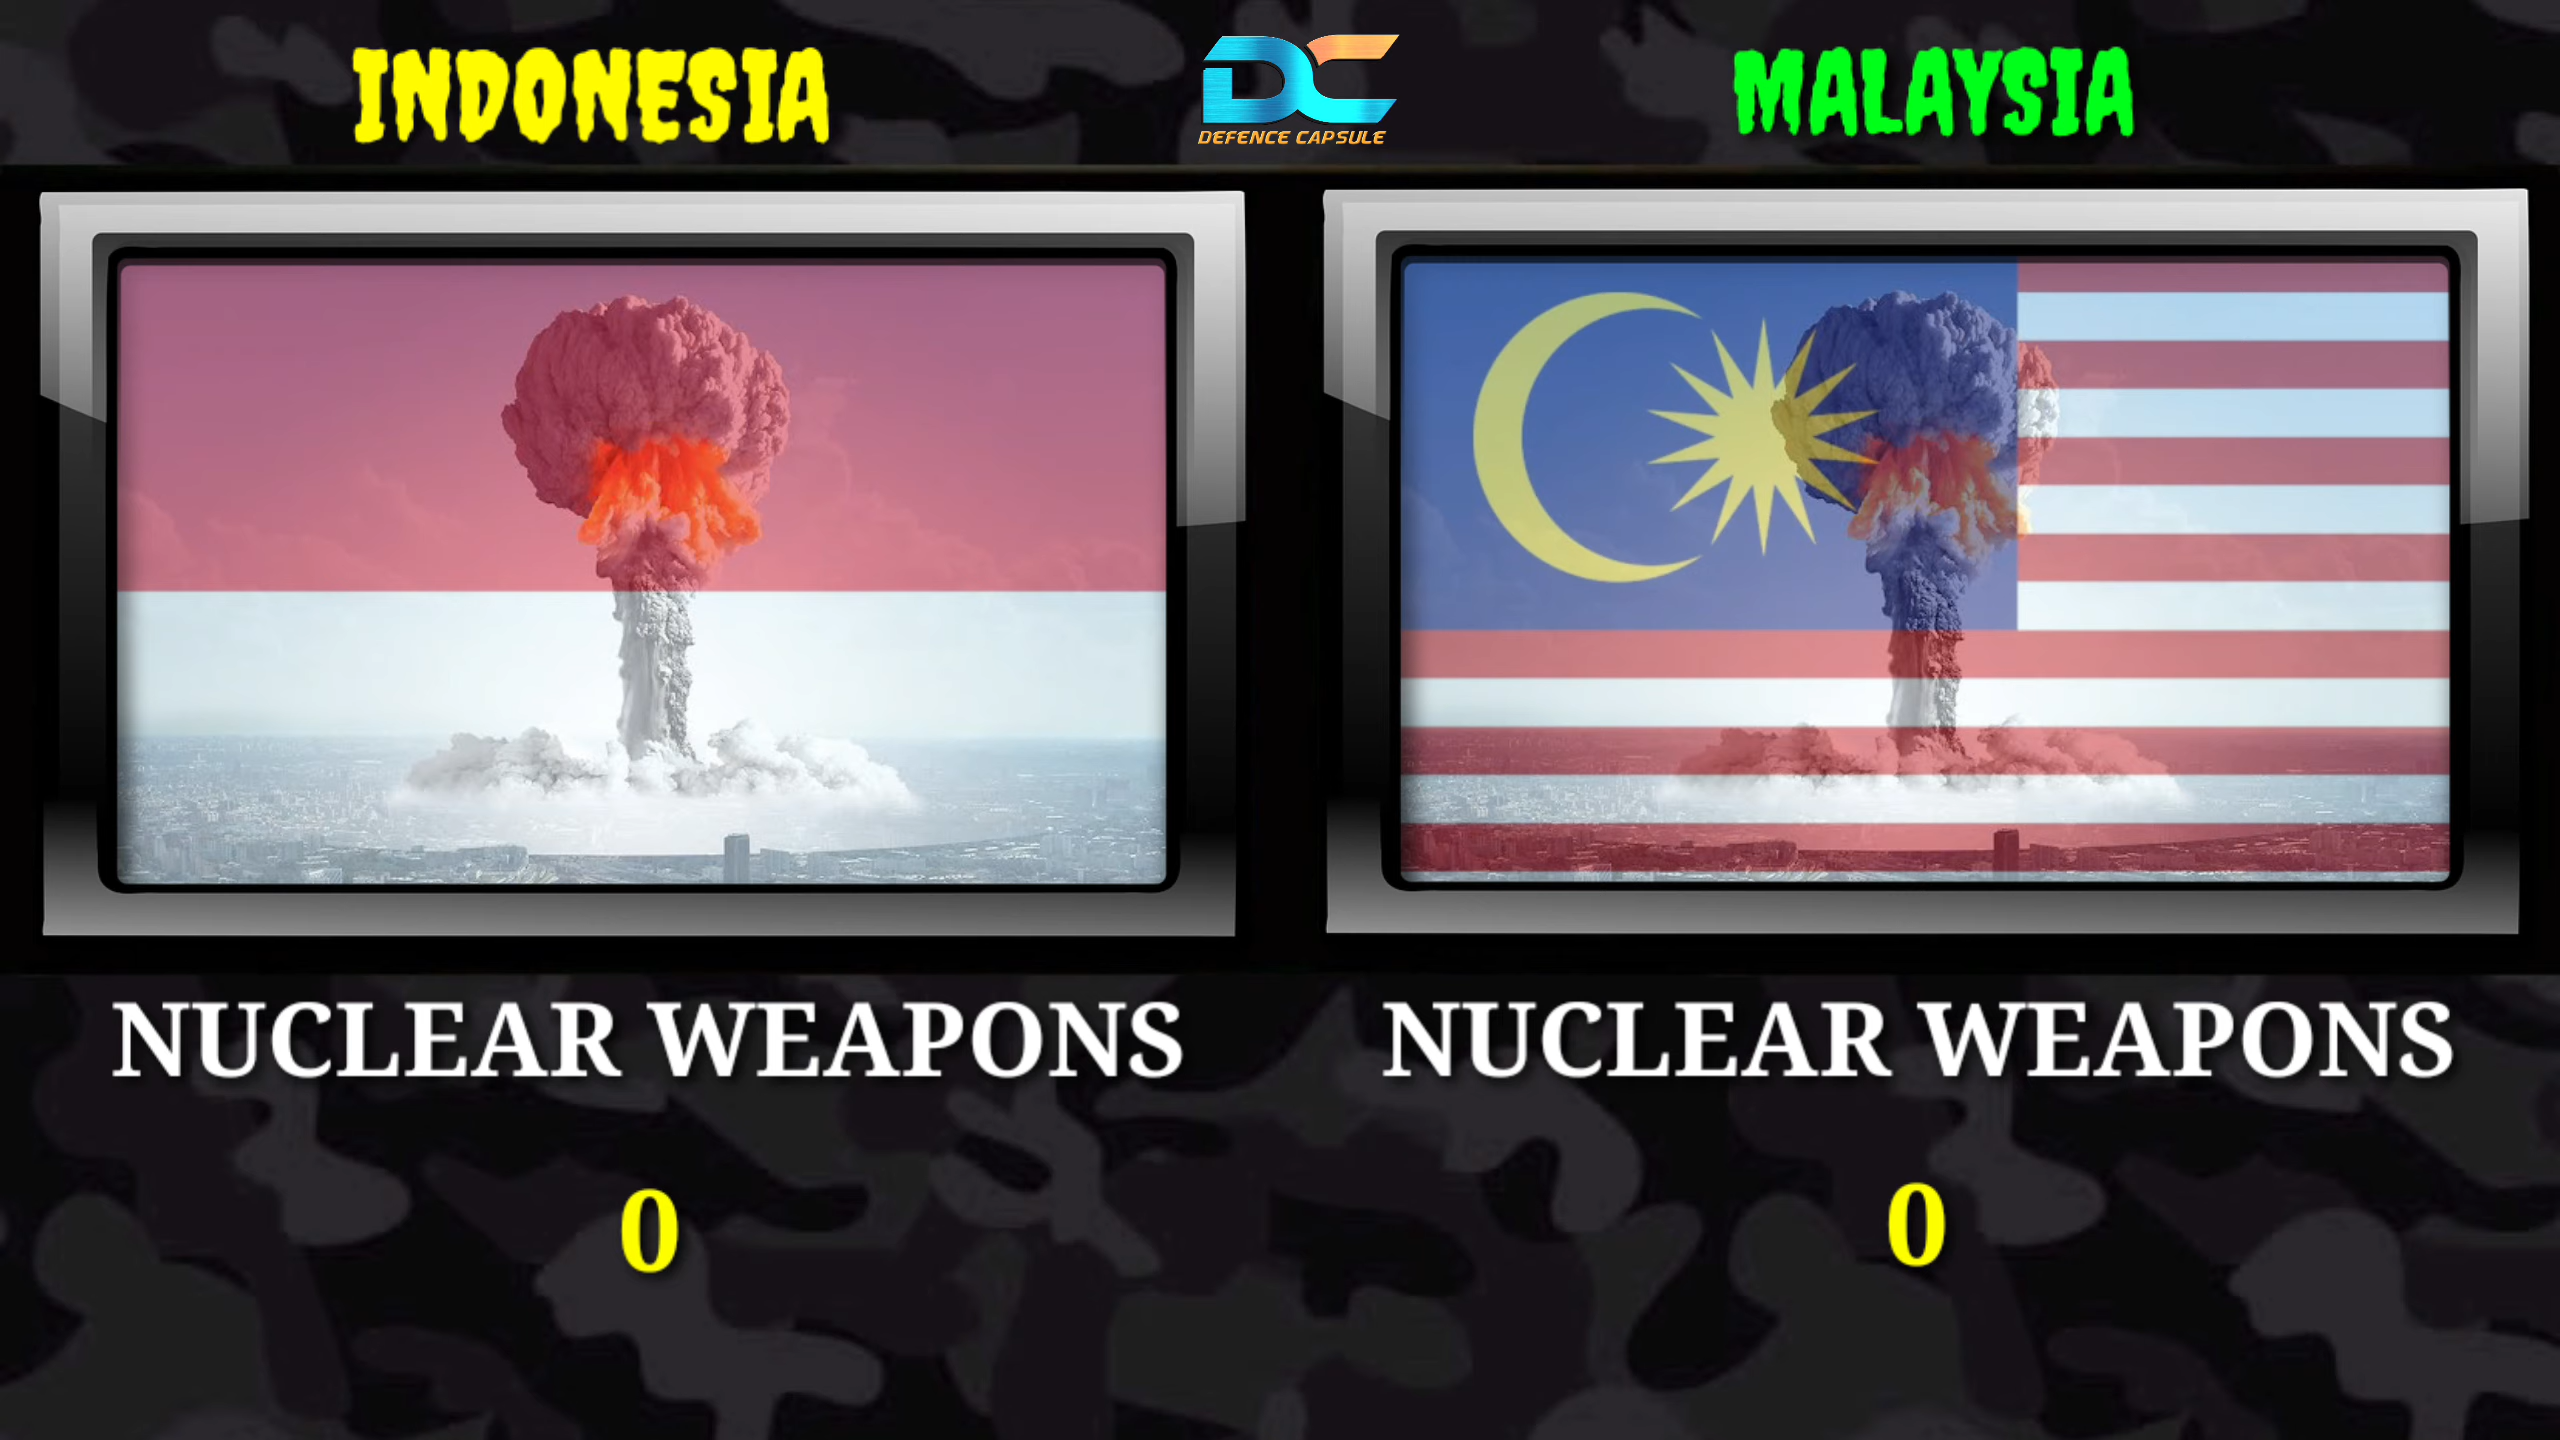 INDONESIA
DC
DEFENCE CAPSULE
MALAYSIA
NUCLEAR WEAPONS
NUCLEAR WEAPONS
0
0